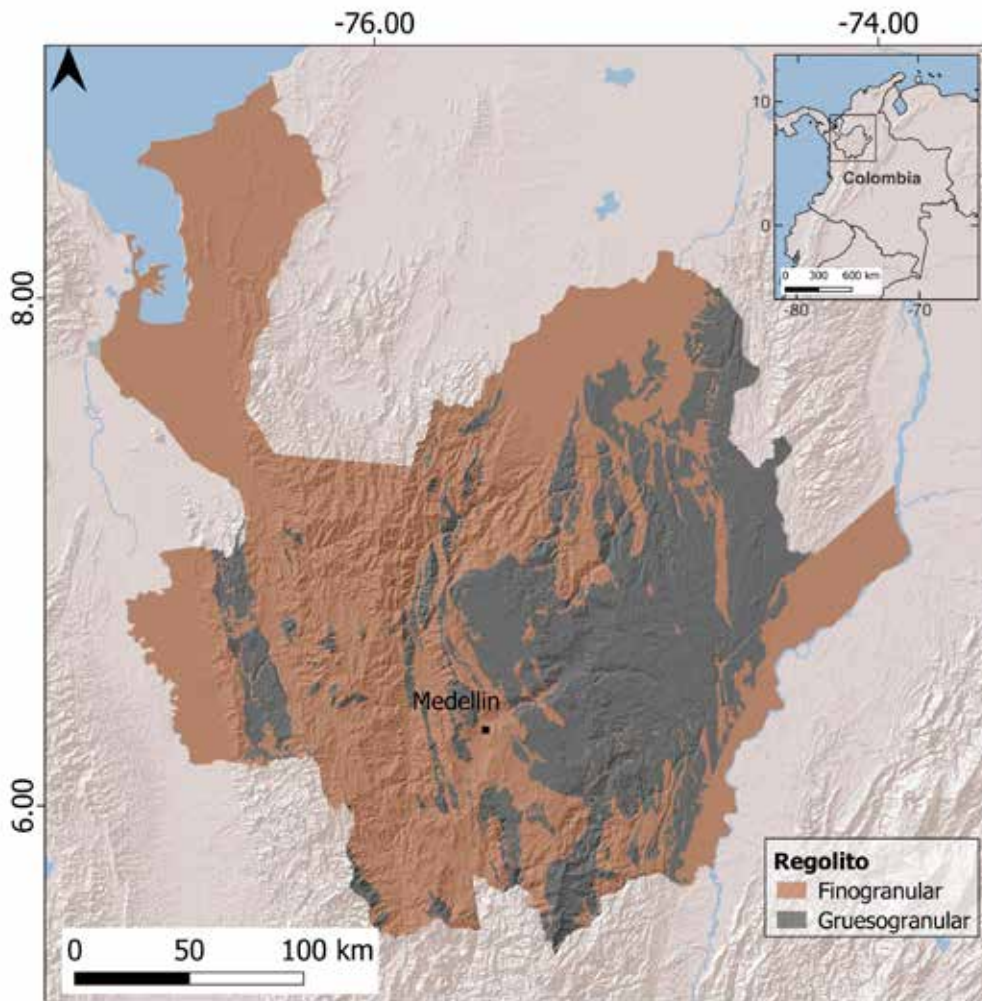 -76.00
-74.00
10
Colombia
0
0 300 600 km
-80
-70
8.00
Medellin
6.00
Regolito
Finogranular
Gruesogranular
0 50 100 km